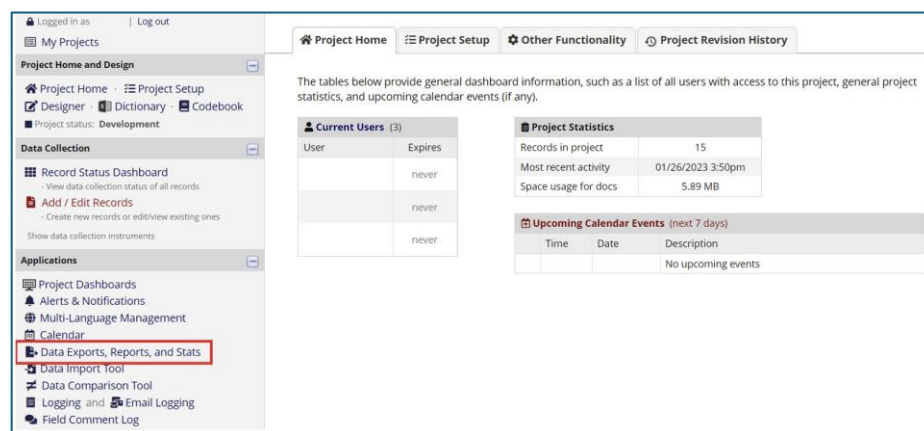 Logged in as | Log out
My Projects
Project Home and Design
Project Home · Project Setup
Designer · Dictionary · Codebook
Project status: Development
Data Collection
Record Status Dashboard
- View data collection status of all records
Add / Edit Records
- Create new records or edit/view existing ones
Show data collection instruments
Applications
Project Dashboards
Alerts & Notifications
Multi-Language Management
Calendar
Data Exports, Reports, and Stats
Data Import Tool
Data Comparison Tool
Logging and Email Logging
Field Comment Log
Project Home Project Setup Other Functionality Project Revision History
The tables below provide general dashboard information, such as a list of all users with access to this project, general project
statistics, and upcoming calendar events (if any).
Current Users (3)
User Expires
never
never
never
Project Statistics
Records in project 15
Most recent activity 01/26/2023 3:50pm
Space usage for docs 5.89 MB
Upcoming Calendar Events (next 7 days)
Time Date Description
No upcoming events